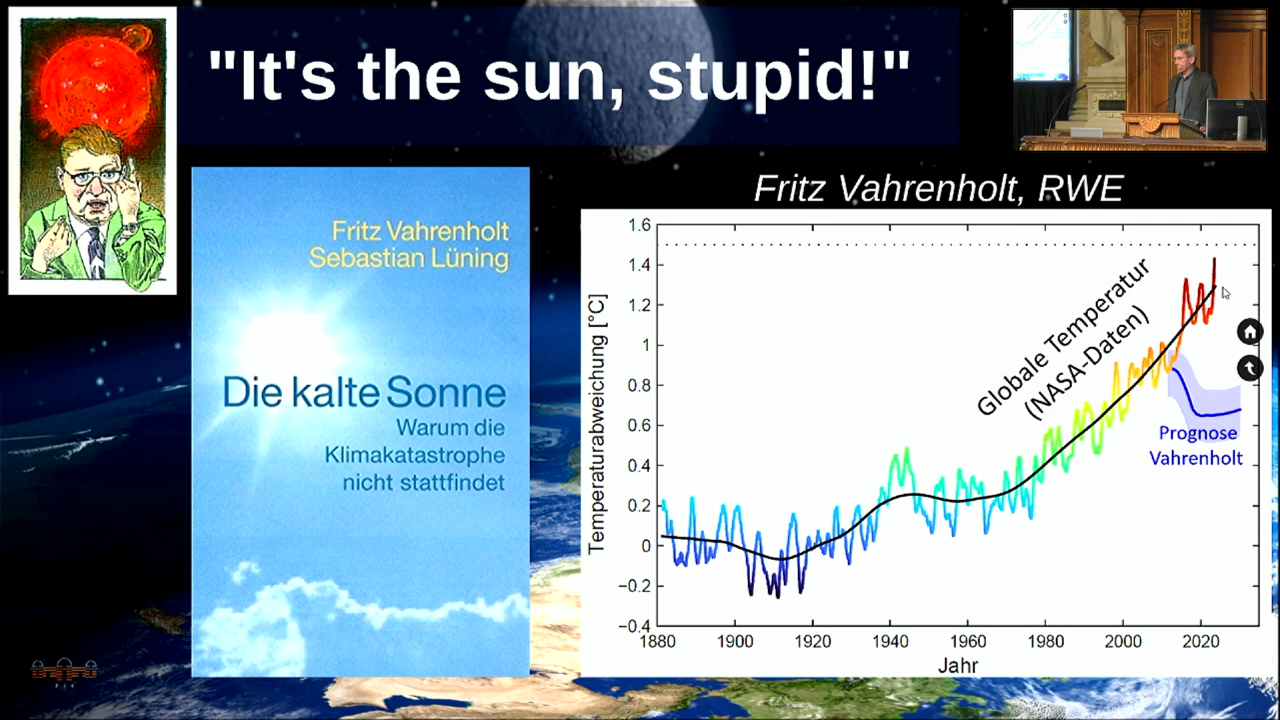 "It's the sun, stupid!"
Fritz Vahrenholt, RWE
Fritz Vahrenholt
Sebastian Lüning
Die kalte Sonne
Warum die
Klimakatastrophe
nicht stattfindet
Temperaturabweichung [°C]
1.6
1.4
1.2
1
0.8
0.6
0.4
0.2
0
−0.2
−0.4
Globale Temperatur
(NASA-Daten)
Prognose
Vahrenholt
1880 1900 1920 1940 1960 1980 2000 2020
Jahr
PIK